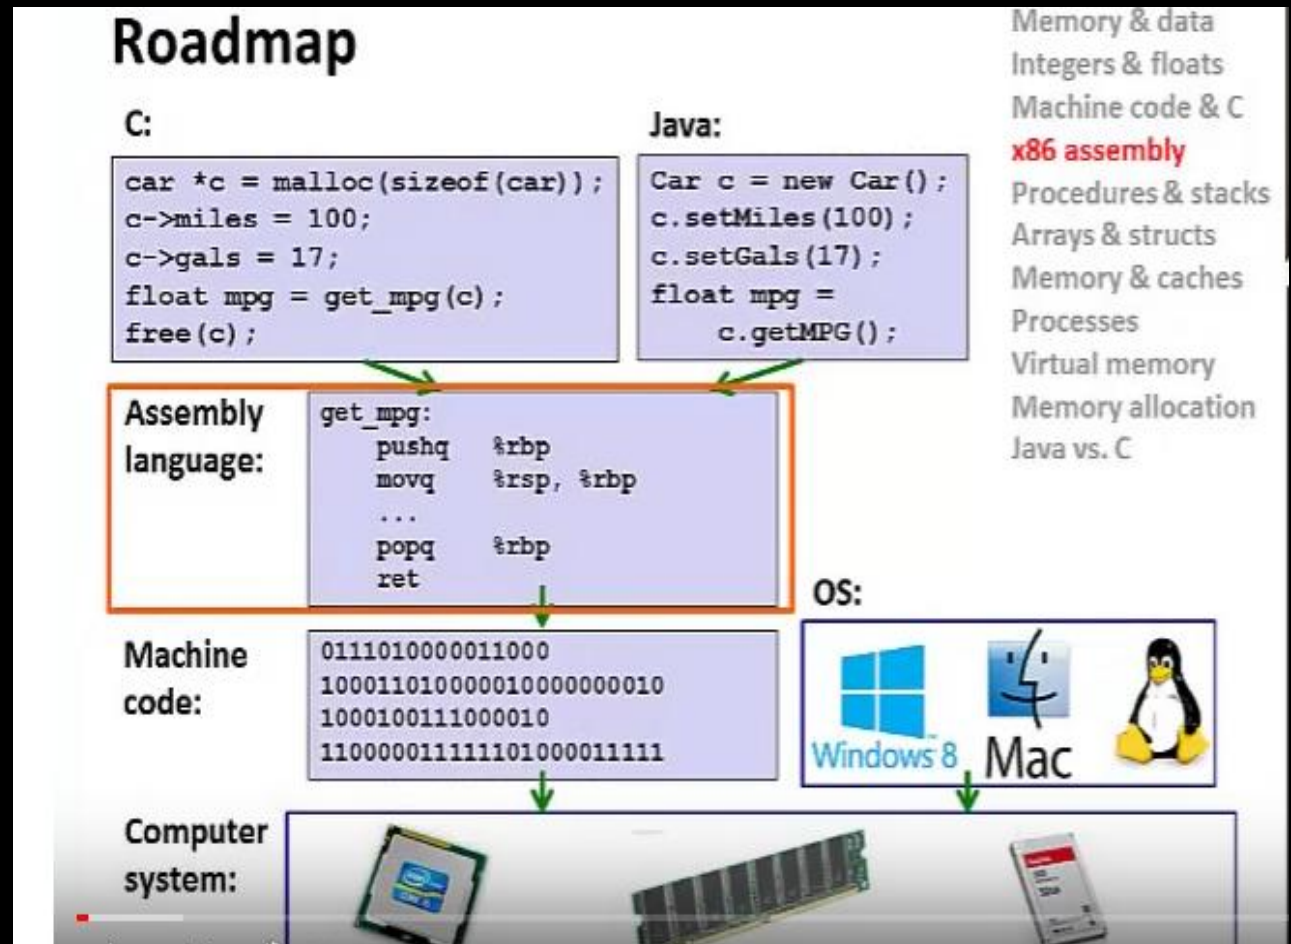 Roadmap
C:
car *c = malloc(sizeof(car));
c->miles = 100;
c->gals = 17;
float mpg = get_mpg(c);
free(c);
Java:
Car c = new Car();
c.setMiles(100);
c.setGals(17);
float mpg =
c.getMPG();
Memory & data
Integers & floats
Machine code & C
x86 assembly
Procedures & stacks
Arrays & structs
Memory & caches
Processes
Virtual memory
Memory allocation
Java vs. C
Assembly
language:
get_mpg:
pushq %rbp
movq %rsp, %rbp
...
popq %rbp
ret
Machine
code:
0111010000011000
100011010000010000000010
1000100111000010
110000011111101000011111
OS:
Windows 8
Mac
Computer
system: